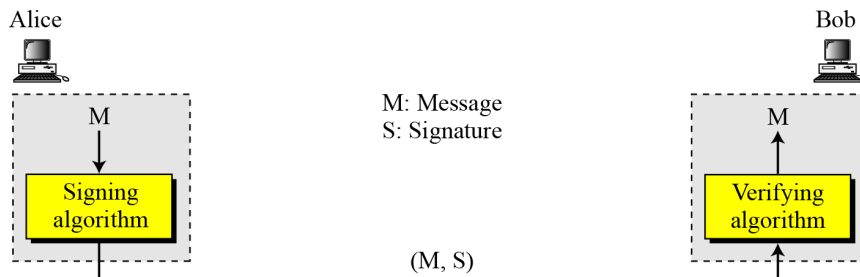 Alice
Bob
M: Message
S: Signature
M
M
Signing
algorithm
Verifying
algorithm
(M, S)